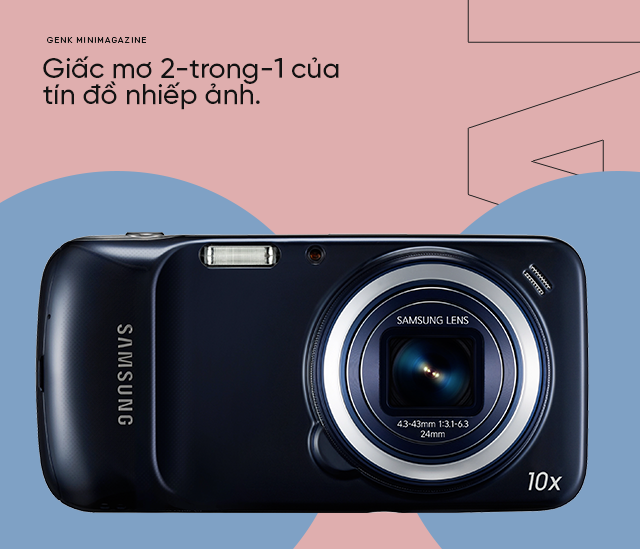 GENK MINIMAGAZINE
Giấc mơ 2-trong-1 của
tín đồ nhiếp ảnh.
SAMSUNG
SAMSUNG LENS
4.3-43mm 1:3.1-6.3
24mm
10x